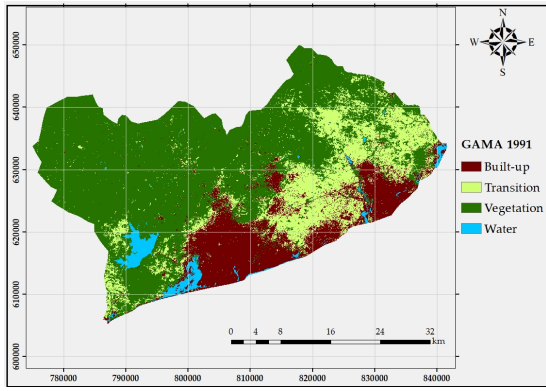 N
W E
S
650000
640000
630000
620000
610000
600000
GAMA 1991
Built-up
Transition
Vegetation
Water
0 4 8 16 24 32
km
780000 790000 800000 810000 820000 830000 840000